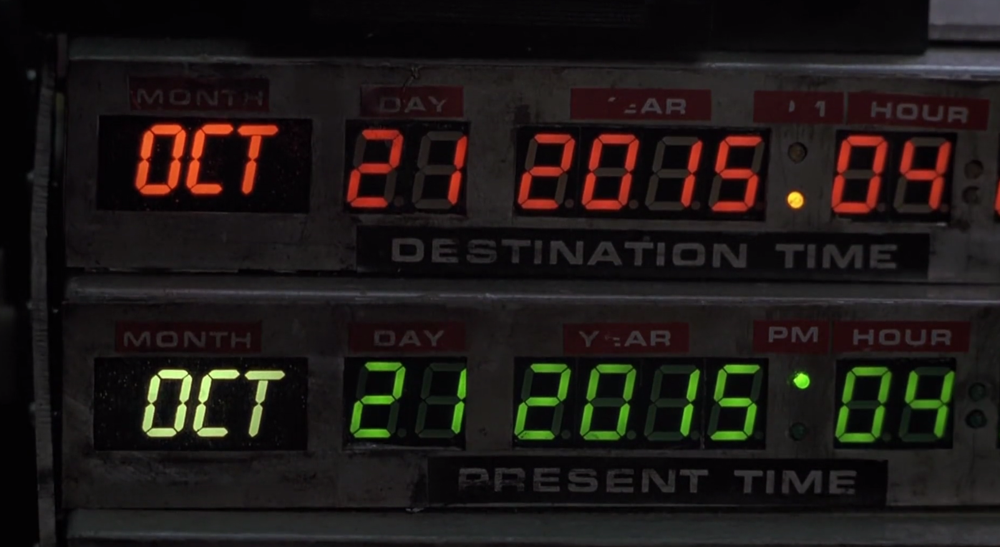 MONTH DAY HOUR
OCT 21 2015 04
DESTINATION TIME
MONTH DAY YEAR PM HOUR
OCT 21 2015 04
PRESENT TIME